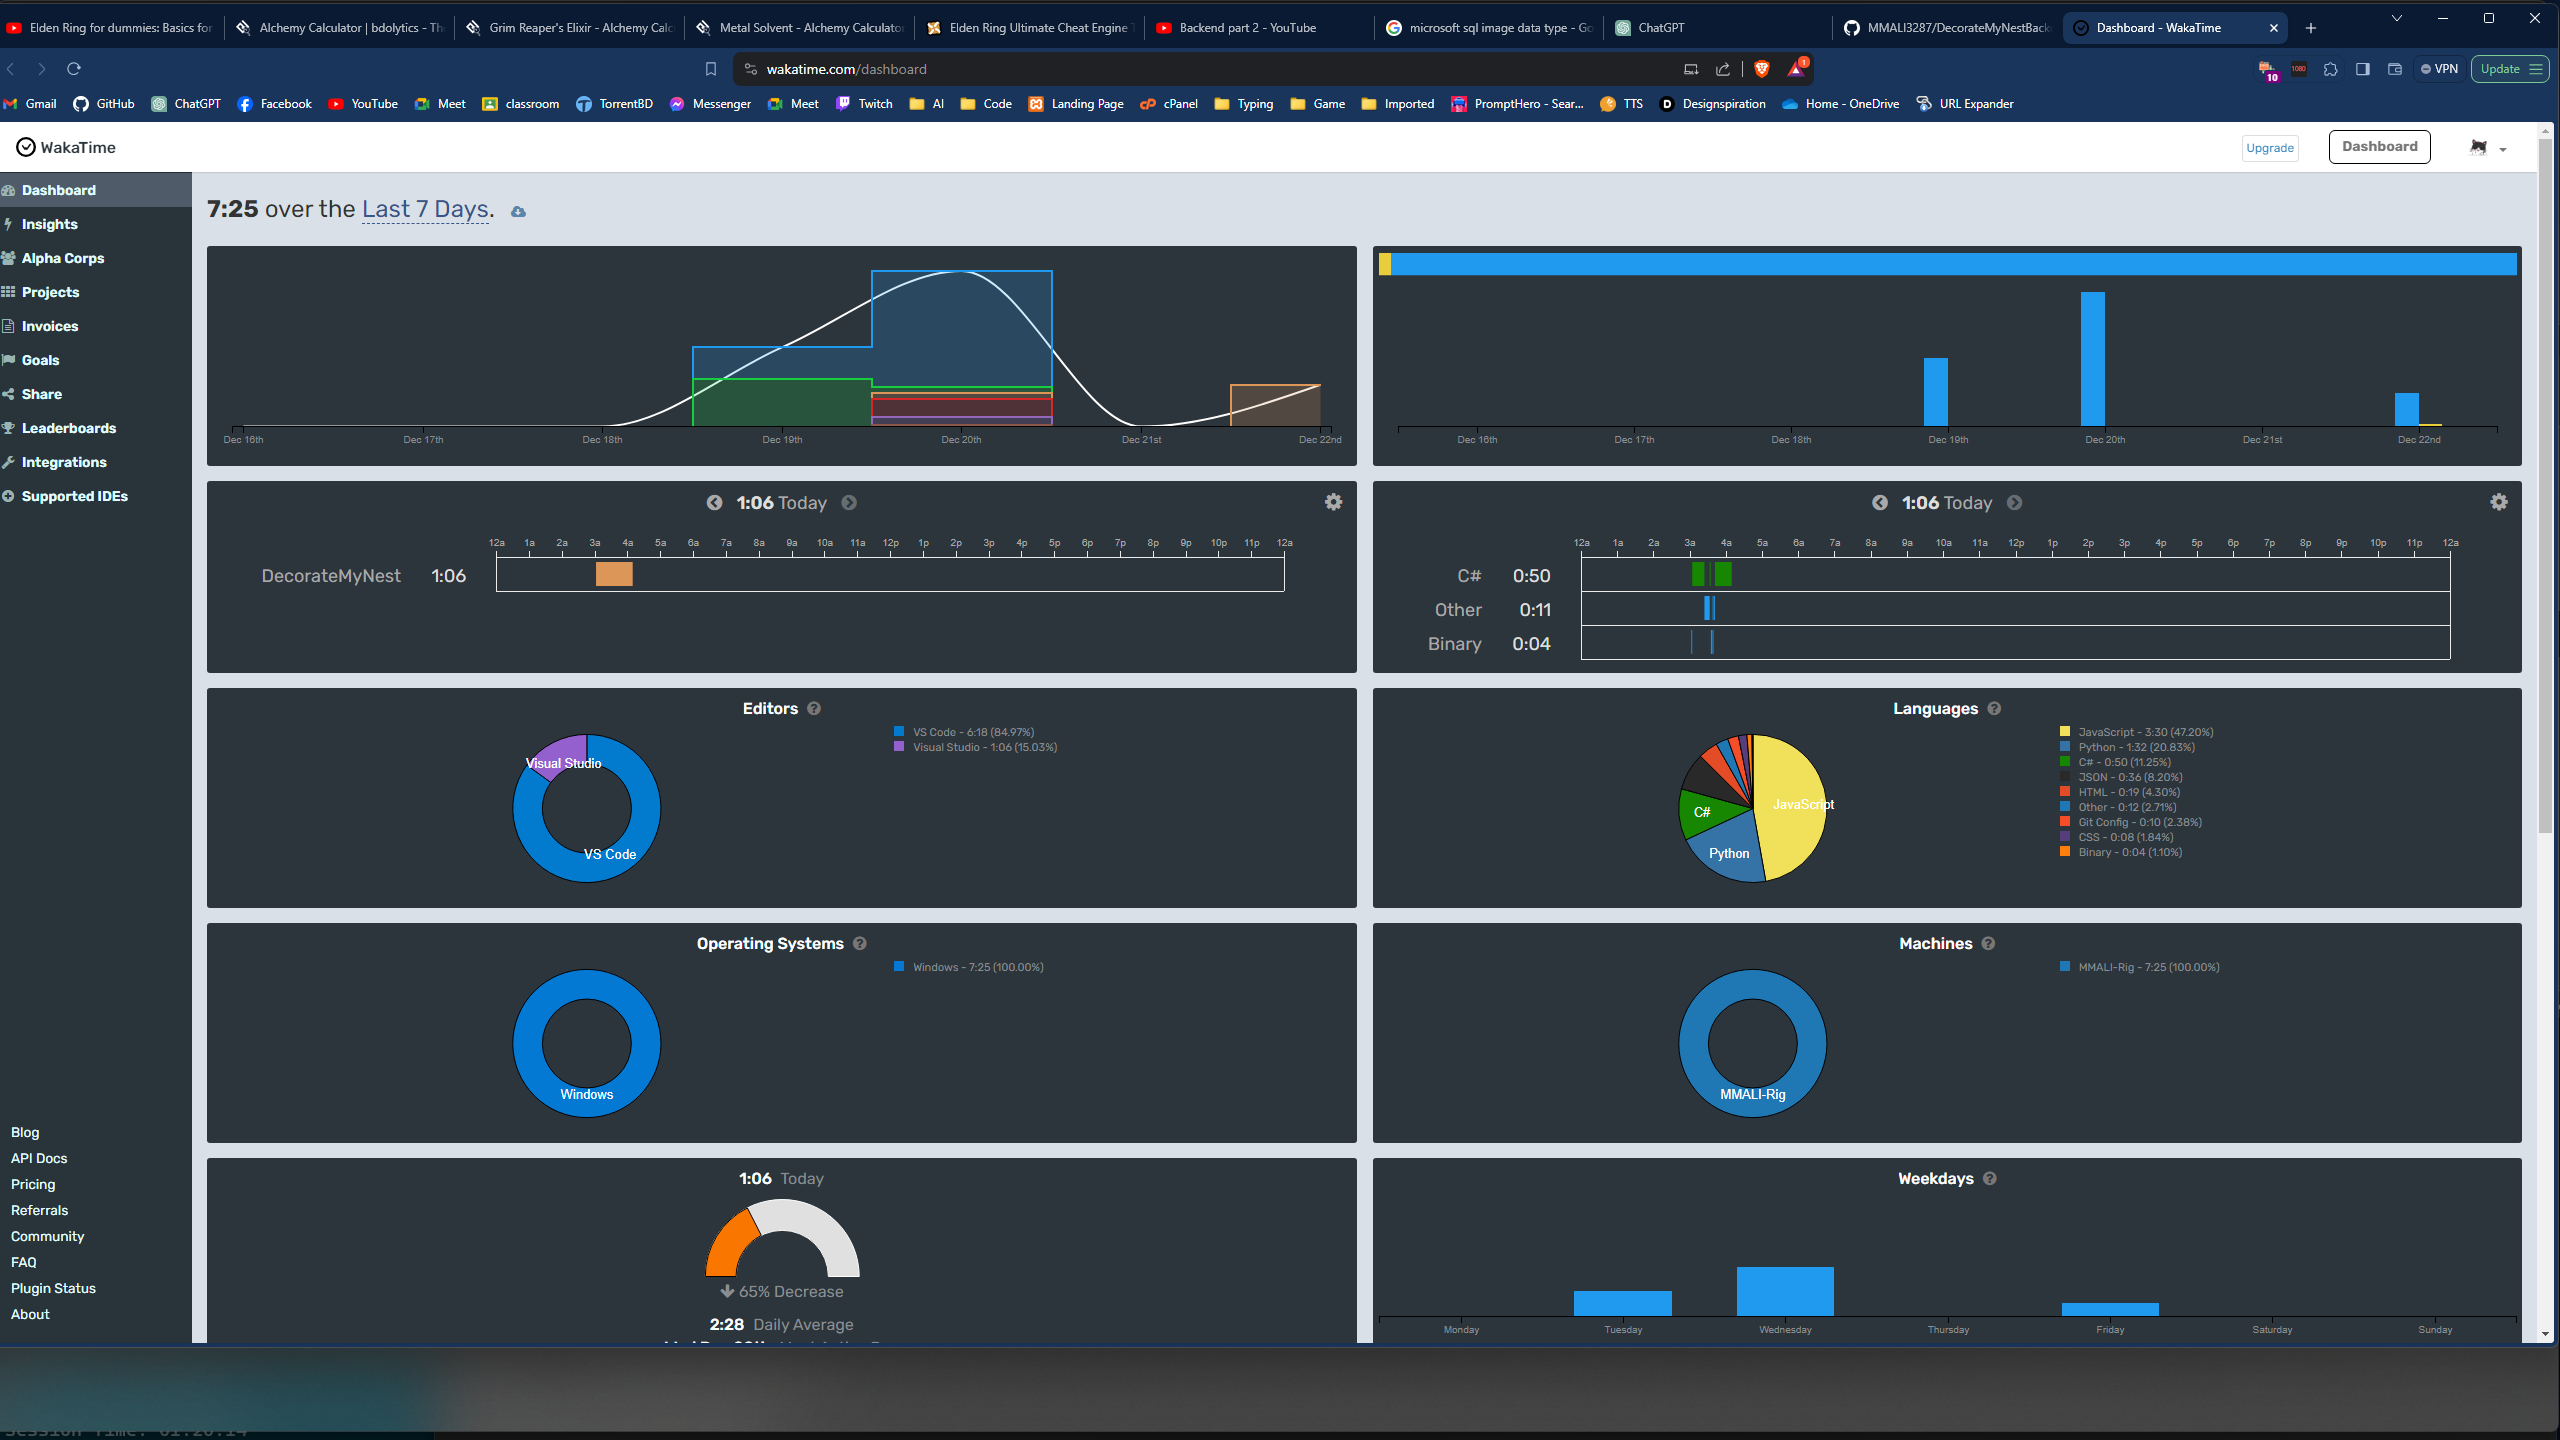 Elden Ring for dummies: Basics for
Alchemy Calculator | bdolytics - Th
Grim Reaper's Elixir - Alchemy Calc
Metal Solvent - Alchemy Calculator
Elden Ring Ultimate Cheat Engine
Backend part 2 - YouTube
microsoft sql image data type - Go
ChatGPT
MMALI3287/DecorateMyNestBack
Dashboard - WakaTime
wakatime.com/dashboard
1
10
1080
VPN
Update
Gmail
GitHub
ChatGPT
Facebook
YouTube
Meet
classroom
TorrentBD
Messenger
Meet
Twitch
AI
Code
Landing Page
cPanel
Typing
Game
Imported
PromptHero - Sear...
TTS
Designspiration
Home - OneDrive
URL Expander
WakaTime
Upgrade
Dashboard
Dashboard
Insights
Alpha Corps
Projects
Invoices
Goals
Share
Leaderboards
Integrations
Supported IDEs
Blog
API Docs
Pricing
Referrals
Community
FAQ
Plugin Status
About
7:25 over the Last 7 Days.
Dec 16th Dec 17th Dec 18th Dec 19th Dec 20th Dec 21st Dec 22nd
Dec 16th Dec 17th Dec 18th Dec 19th Dec 20th Dec 21st Dec 22nd
1:06 Today
12a 1a 2a 3a 4a 5a 6a 7a 8a 9a 10a 11a 12p 1p 2p 3p 4p 5p 6p 7p 8p 9p 10p 11p 12a
DecorateMyNest 1:06
1:06 Today
12a 1a 2a 3a 4a 5a 6a 7a 8a 9a 10a 11a 12p 1p 2p 3p 4p 5p 6p 7p 8p 9p 10p 11p 12a
C# 0:50
Other 0:11
Binary 0:04
Editors
Visual Studio
VS Code
VS Code - 6:18 (84.97%)
Visual Studio - 1:06 (15.03%)
Languages
JavaScript
C#
Python
JavaScript - 3:30 (47.20%)
Python - 1:32 (20.83%)
C# - 0:50 (11.25%)
JSON - 0:36 (8.20%)
HTML - 0:19 (4.30%)
Other - 0:12 (2.71%)
Git Config - 0:10 (2.38%)
CSS - 0:08 (1.84%)
Binary - 0:04 (1.10%)
Operating Systems
Windows
Windows - 7:25 (100.00%)
Machines
MMALI-Rig
MMALI-Rig - 7:25 (100.00%)
1:06 Today
65% Decrease
2:28 Daily Average
Weekdays
Monday Tuesday Wednesday Thursday Friday Saturday Sunday